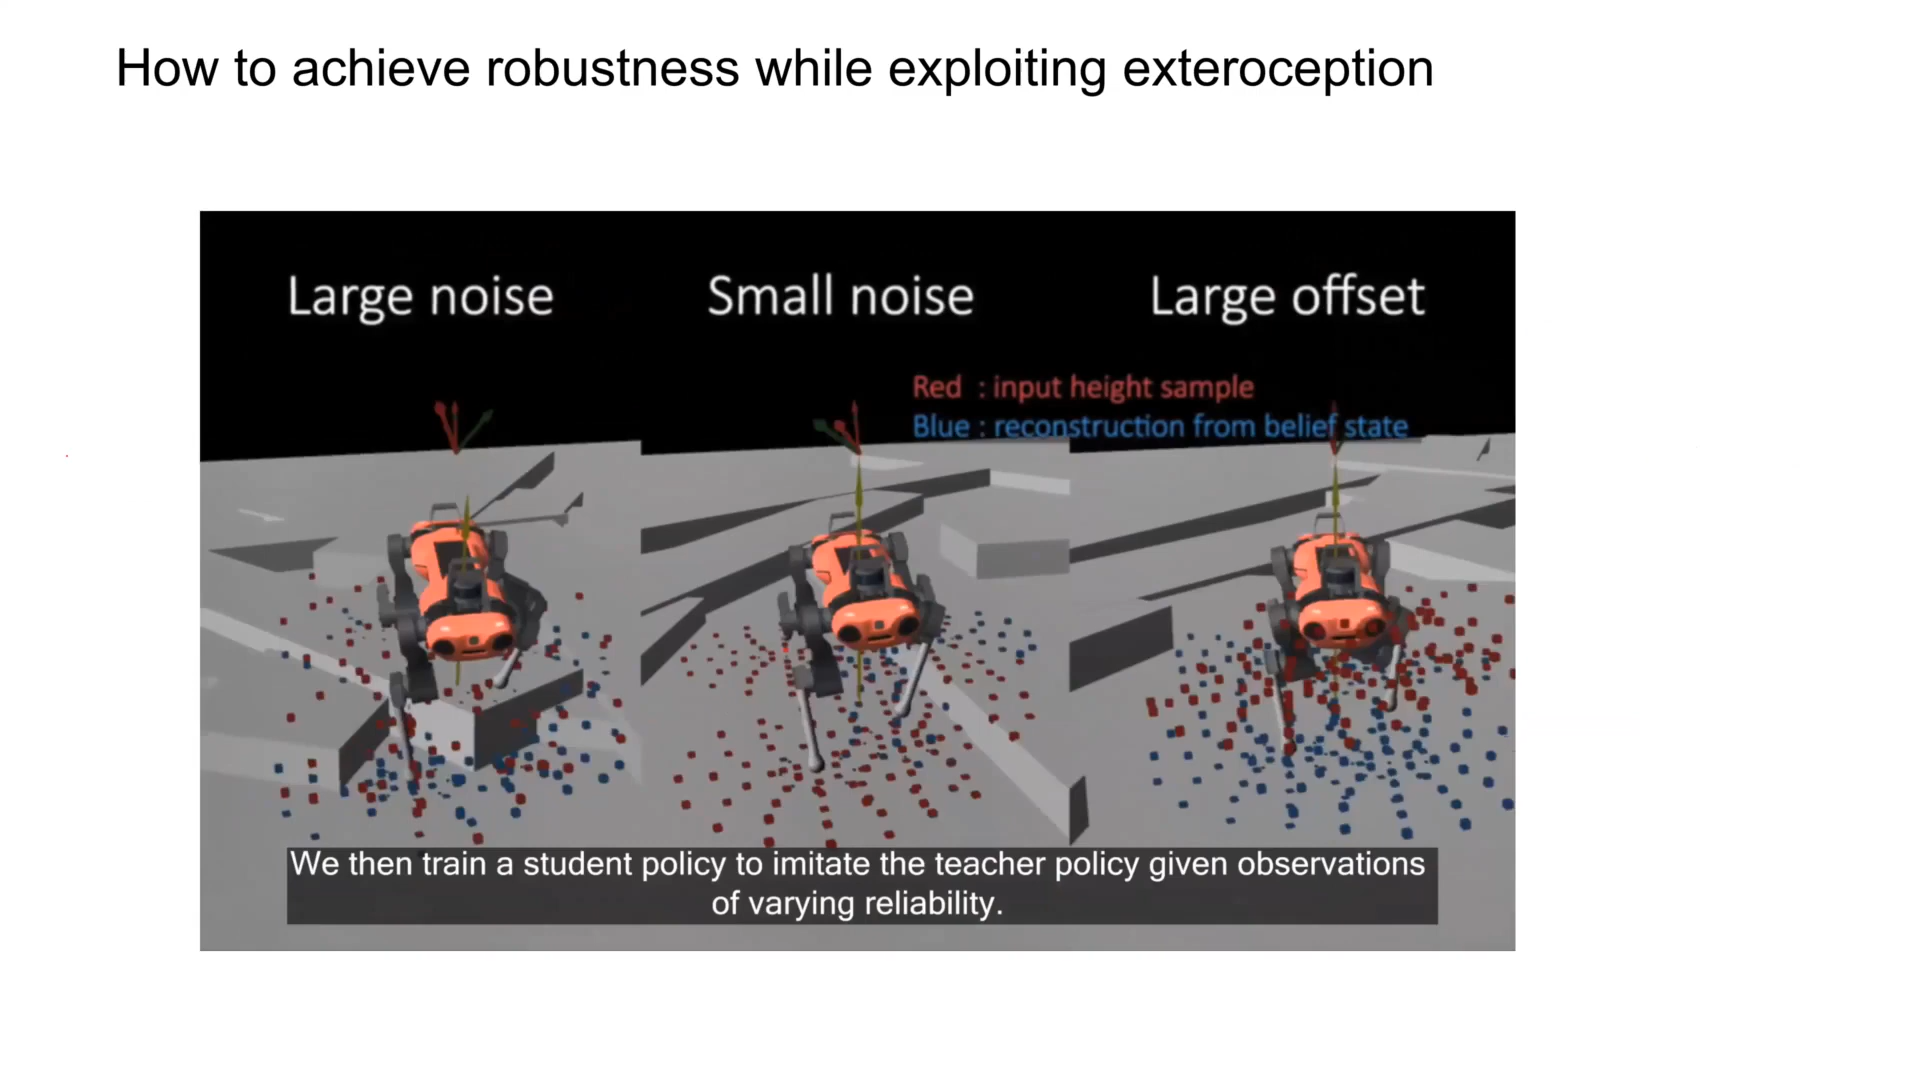 How to achieve robustness while exploiting exteroception
Large noise
Small noise
Large offset
Red : input height sample
Blue : reconstruction from belief state
We then train a student policy to imitate the teacher policy given observations
of varying reliability.